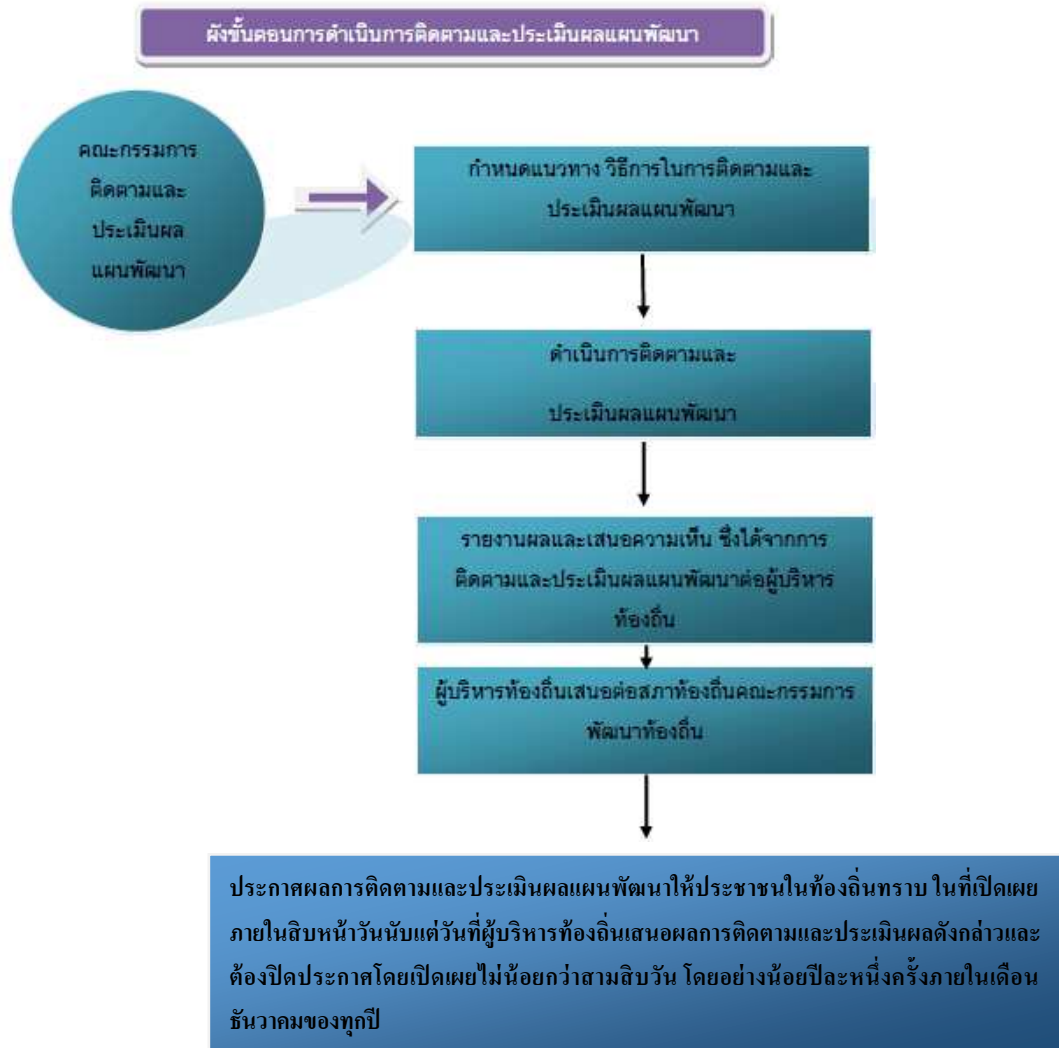 ผังขั้นตอนการดำเนินการติดตามและประเมินผลแผนพัฒนา
คณะกรรมการ
ติดตามและ
ประเมินผล
แผนพัฒนา
กำหนดแนวทาง วิธีการในการติดตามและ
ประเมินผลแผนพัฒนา
ดำเนินการติดตามและ
ประเมินผลแผนพัฒนา
รายงานผลและเสนอความเห็น ซึ่งได้จากการ
ติดตามและประเมินผลแผนพัฒนาต่อผู้บริหาร
ท้องถิ่น
ผู้บริหารท้องถิ่นเสนอต่อสภาท้องถิ่นคณะกรรมการ
พัฒนาท้องถิ่น
ประกาศผลการติดตามและประเมินผลแผนพัฒนาให้ประชาชนในท้องถิ่นทราบ ในที่เปิดเผย
ภายในสิบหน้าวันนับแต่วันที่ผู้บริหารท้องถิ่นเสนอผลการติดตามและประเมินผลดังกล่าวและ
ต้องปิดประกาศโดยเปิดเผยไม่น้อยกว่าสามสิบวัน โดยอย่างน้อยปีละหนึ่งครั้งภายในเดือน
ธันวาคมของทุกปี